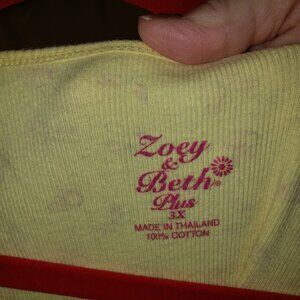 Zoey
&
Beth®
Plus
3X
MADE IN THAILAND
100% COTTON